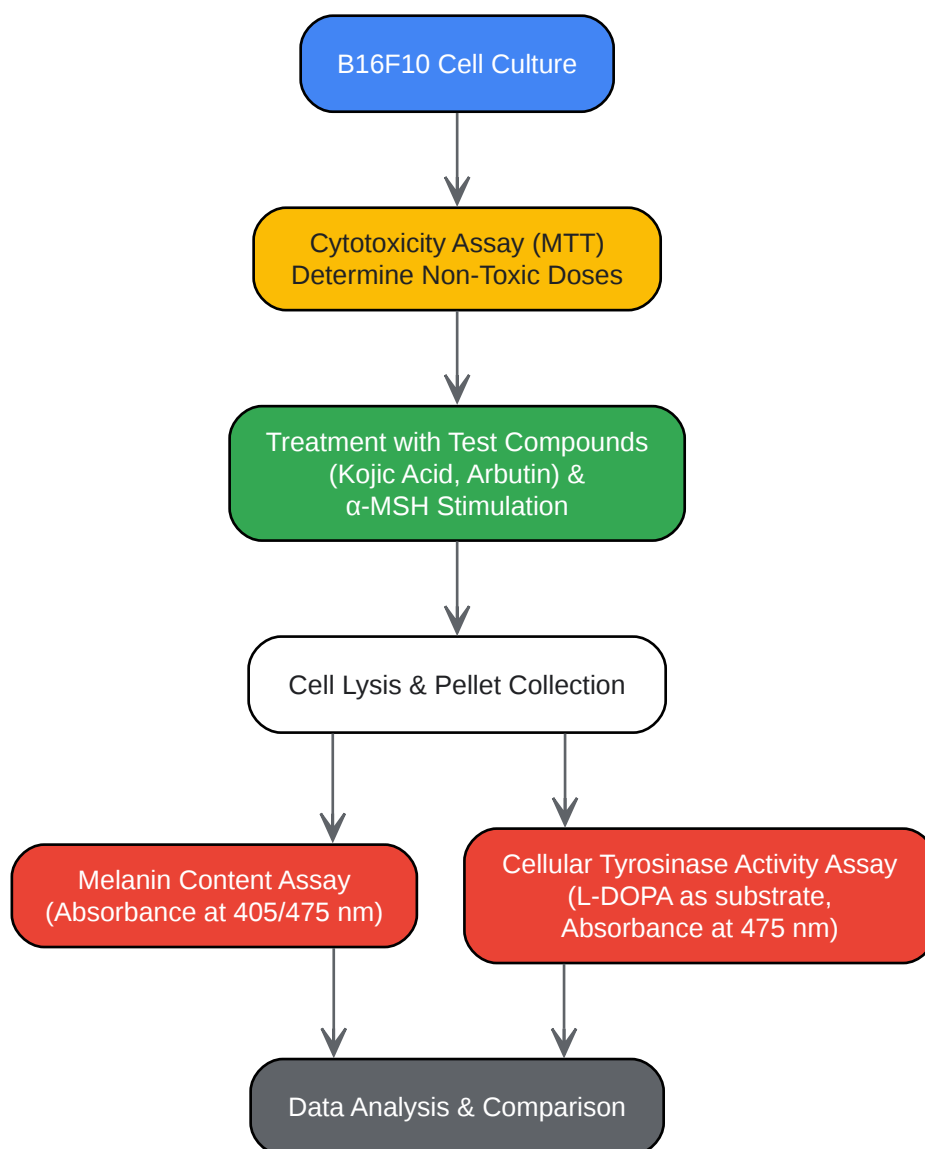 B16F10 Cell Culture
Cytotoxicity Assay (MTT)
Determine Non-Toxic Doses
Treatment with Test Compounds
(Kojic Acid, Arbutin) &
α-MSH Stimulation
Cell Lysis & Pellet Collection
Melanin Content Assay
(Absorbance at 405/475 nm)
Cellular Tyrosinase Activity Assay
(L-DOPA as substrate,
Absorbance at 475 nm)
Data Analysis & Comparison